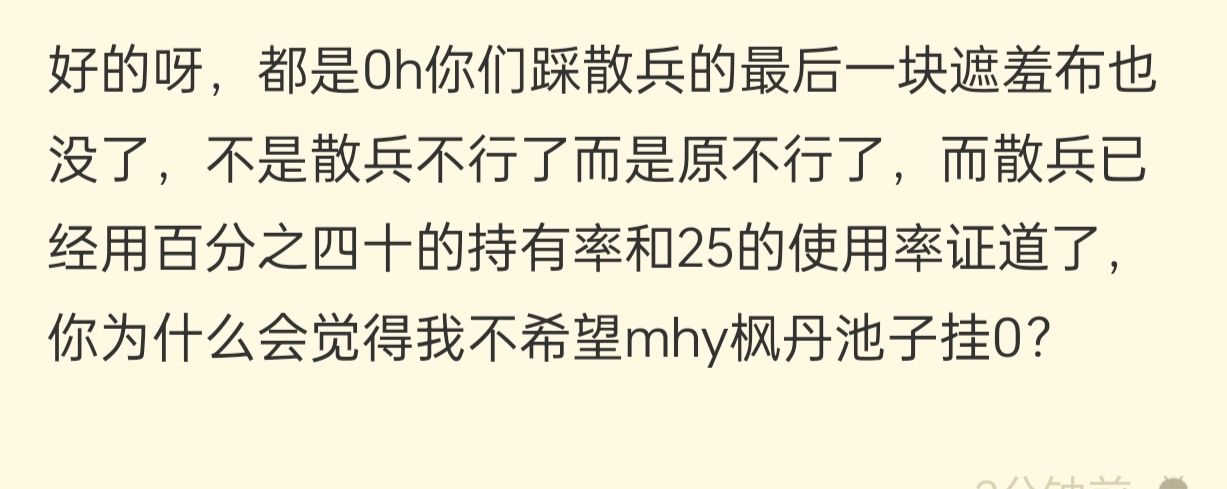 好的呀，都是0h你们踩散兵的最后一块遮羞布也
没了，不是散兵不行了而是原不行了，而散兵已
经用百分之四十的持有率和25的使用率证道了，
你为什么会觉得我不希望mhy枫丹池子挂0？